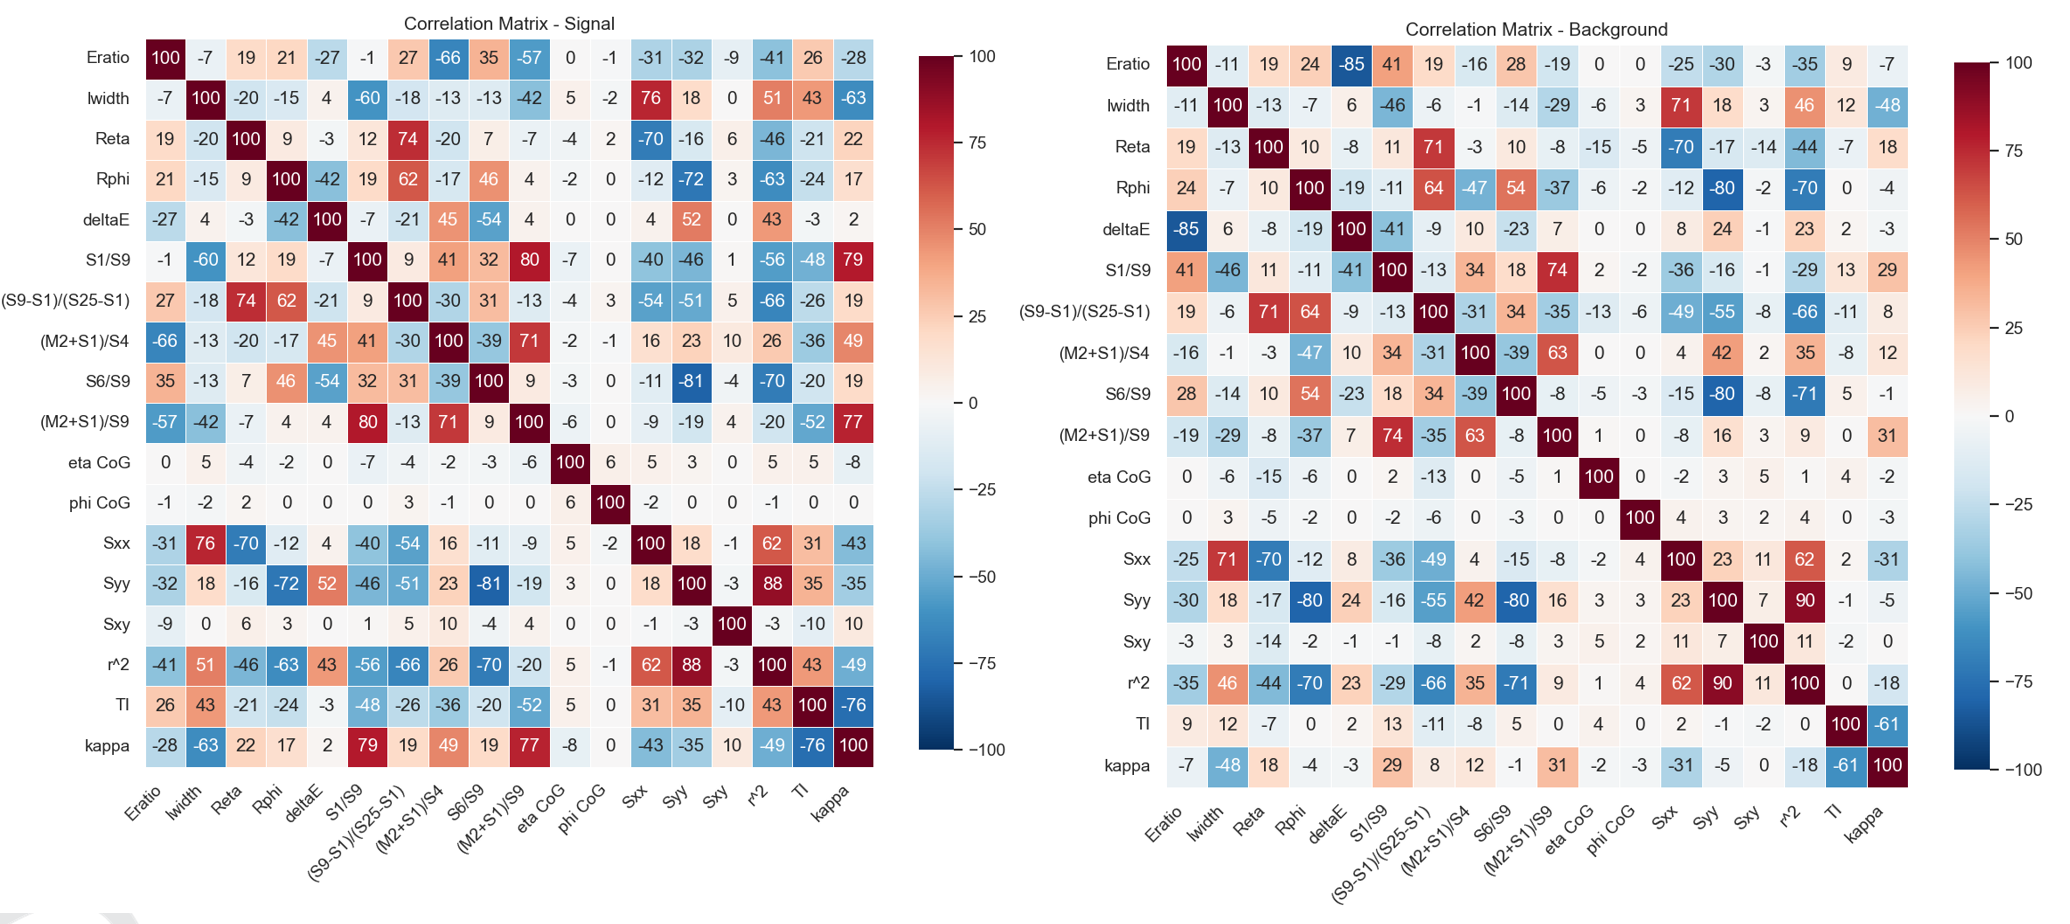 Correlation Matrix - Signal
Eratio 100 -7 19 21 -27 -1 27 -66 35 -57 0 -1 -31 -32 -9 -41 26 -28
lwidth -7 100 -20 -15 4 -60 -18 -13 -13 -42 5 -2 76 18 0 51 43 -63
Reta 19 -20 100 9 -3 12 74 -20 7 -7 -4 2 -70 -16 6 -46 -21 22
Rphi 21 -15 9 100 -42 19 62 -17 46 4 -2 0 -12 -72 3 -63 -24 17
deltaE -27 4 -3 -42 100 -7 -21 45 -54 4 0 0 4 52 0 43 -3 2
S1/S9 -1 -60 12 19 -7 100 9 41 32 80 -7 0 -40 -46 1 -56 -48 79
(S9-S1)/(S25-S1) 27 -18 74 62 -21 9 100 -30 31 -13 -4 3 -54 -51 5 -66 -26 19
(M2+S1)/S4 -66 -13 -20 -17 45 41 -30 100 -39 71 -2 -1 16 23 10 26 -36 49
S6/S9 35 -13 7 46 -54 32 31 -39 100 9 -3 0 -11 -81 -4 -70 -20 19
(M2+S1)/S9 -57 -42 -7 4 4 80 -13 71 9 100 -6 0 -9 -19 4 -20 -52 77
eta CoG 0 5 -4 -2 0 -7 -4 -2 -3 -6 100 6 5 3 0 5 5 -8
phi CoG -1 -2 2 0 0 0 3 -1 0 0 6 100 -2 0 0 -1 0 0
Sxx -31 76 -70 -12 4 -40 -54 16 -11 -9 5 -2 100 18 -1 62 31 -43
Syy -32 18 -16 -72 52 -46 -51 23 -81 -19 3 0 18 100 -3 88 35 -35
Sxy -9 0 6 3 0 1 5 10 -4 4 0 0 -1 -3 100 -3 -10 10
r^2 -41 51 -46 -63 43 -56 -66 26 -70 -20 5 -1 62 88 -3 100 43 -49
TI 26 43 -21 -24 -3 -48 -26 -36 -20 -52 5 0 31 35 -10 43 100 -76
kappa -28 -63 22 17 2 79 19 49 19 77 -8 0 -43 -35 10 -49 -76 100
Eratio lwidth Reta Rphi deltaE S1/S9 (S9-S1)/(S25-S1) (M2+S1)/S4 S6/S9 (M2+S1)/S9 eta CoG phi CoG Sxx Syy Sxy r^2 TI kappa
100
75
50
25
0
−25
−50
−75
−100
Correlation Matrix - Background
Eratio 100 -11 19 24 -85 41 19 -16 28 -19 0 0 -25 -30 -3 -35 9 -7
lwidth -11 100 -13 -7 6 -46 -6 -1 -14 -29 -6 3 71 18 3 46 12 -48
Reta 19 -13 100 10 -8 11 71 -3 10 -8 -15 -5 -70 -17 -14 -44 -7 18
Rphi 24 -7 10 100 -19 -11 64 -47 54 -37 -6 -2 -12 -80 -2 -70 0 -4
deltaE -85 6 -8 -19 100 -41 -9 10 -23 7 0 0 8 24 -1 23 2 -3
S1/S9 41 -46 11 -11 -41 100 -13 34 18 74 2 -2 -36 -16 -1 -29 13 29
(S9-S1)/(S25-S1) 19 -6 71 64 -9 -13 100 -31 34 -35 -13 -6 -49 -55 -8 -66 -11 8
(M2+S1)/S4 -16 -1 -3 -47 10 34 -31 100 -39 63 0 0 4 42 2 35 -8 12
S6/S9 28 -14 10 54 -23 18 34 -39 100 -8 -5 -3 -15 -80 -8 -71 5 -1
(M2+S1)/S9 -19 -29 -8 -37 7 74 -35 63 -8 100 1 0 -8 16 3 9 0 31
eta CoG 0 -6 -15 -6 0 2 -13 0 -5 1 100 0 -2 3 5 1 4 -2
phi CoG 0 3 -5 -2 0 -2 -6 0 -3 0 0 100 4 3 2 4 0 -3
Sxx -25 71 -70 -12 8 -36 -49 4 -15 -8 -2 4 100 23 11 62 2 -31
Syy -30 18 -17 -80 24 -16 -55 42 -80 16 3 3 23 100 7 90 -1 -5
Sxy -3 3 -14 -2 -1 -1 -8 2 -8 3 5 2 11 7 100 11 -2 0
r^2 -35 46 -44 -70 23 -29 -66 35 -71 9 1 4 62 90 11 100 0 -18
TI 9 12 -7 0 2 13 -11 -8 5 0 4 0 2 -1 -2 0 100 -61
kappa -7 -48 18 -4 -3 29 8 12 -1 31 -2 -3 -31 -5 0 -18 -61 100
Eratio lwidth Reta Rphi deltaE S1/S9 (S9-S1)/(S25-S1) (M2+S1)/S4 S6/S9 (M2+S1)/S9 eta CoG phi CoG Sxx Syy Sxy r^2 TI kappa
100
75
50
25
0
−25
−50
−75
−100